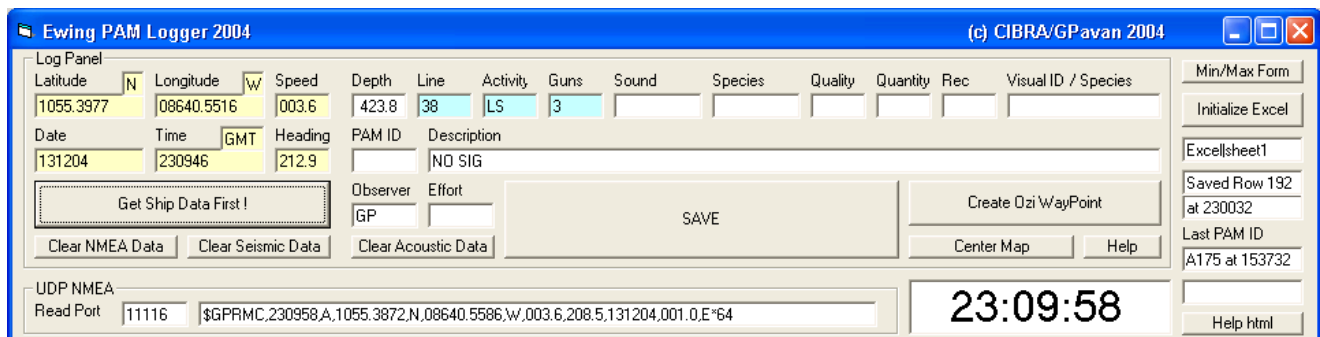 Ewing PAM Logger 2004 (c) CIBRA/GPavan 2004
Log Panel
Latitude N Longitude W Speed Depth Line Activity Guns Sound Species Quality Quantity Rec Visual ID / Species
1055.3977 08640.5516 003.6 423.8 38 LS 3
Date Time GMT Heading PAM ID Description
131204 230946 212.9 NO SIG
Get Ship Data First !
Observer Effort
GP
SAVE
Create Ozi WayPoint
Clear NMEA Data Clear Seismic Data Clear Acoustic Data
Center Map Help
Min/Max Form
Initialize Excel
Excel|sheet1
Saved Row 192
at 230032
Last PAM ID
A175 at 153732
UDP NMEA
Read Port 11116 $GPRMC,230958,A,1055.3872,N,08640.5586,W,003.6,208.5,131204,001.0,E*64
23:09:58
Help html